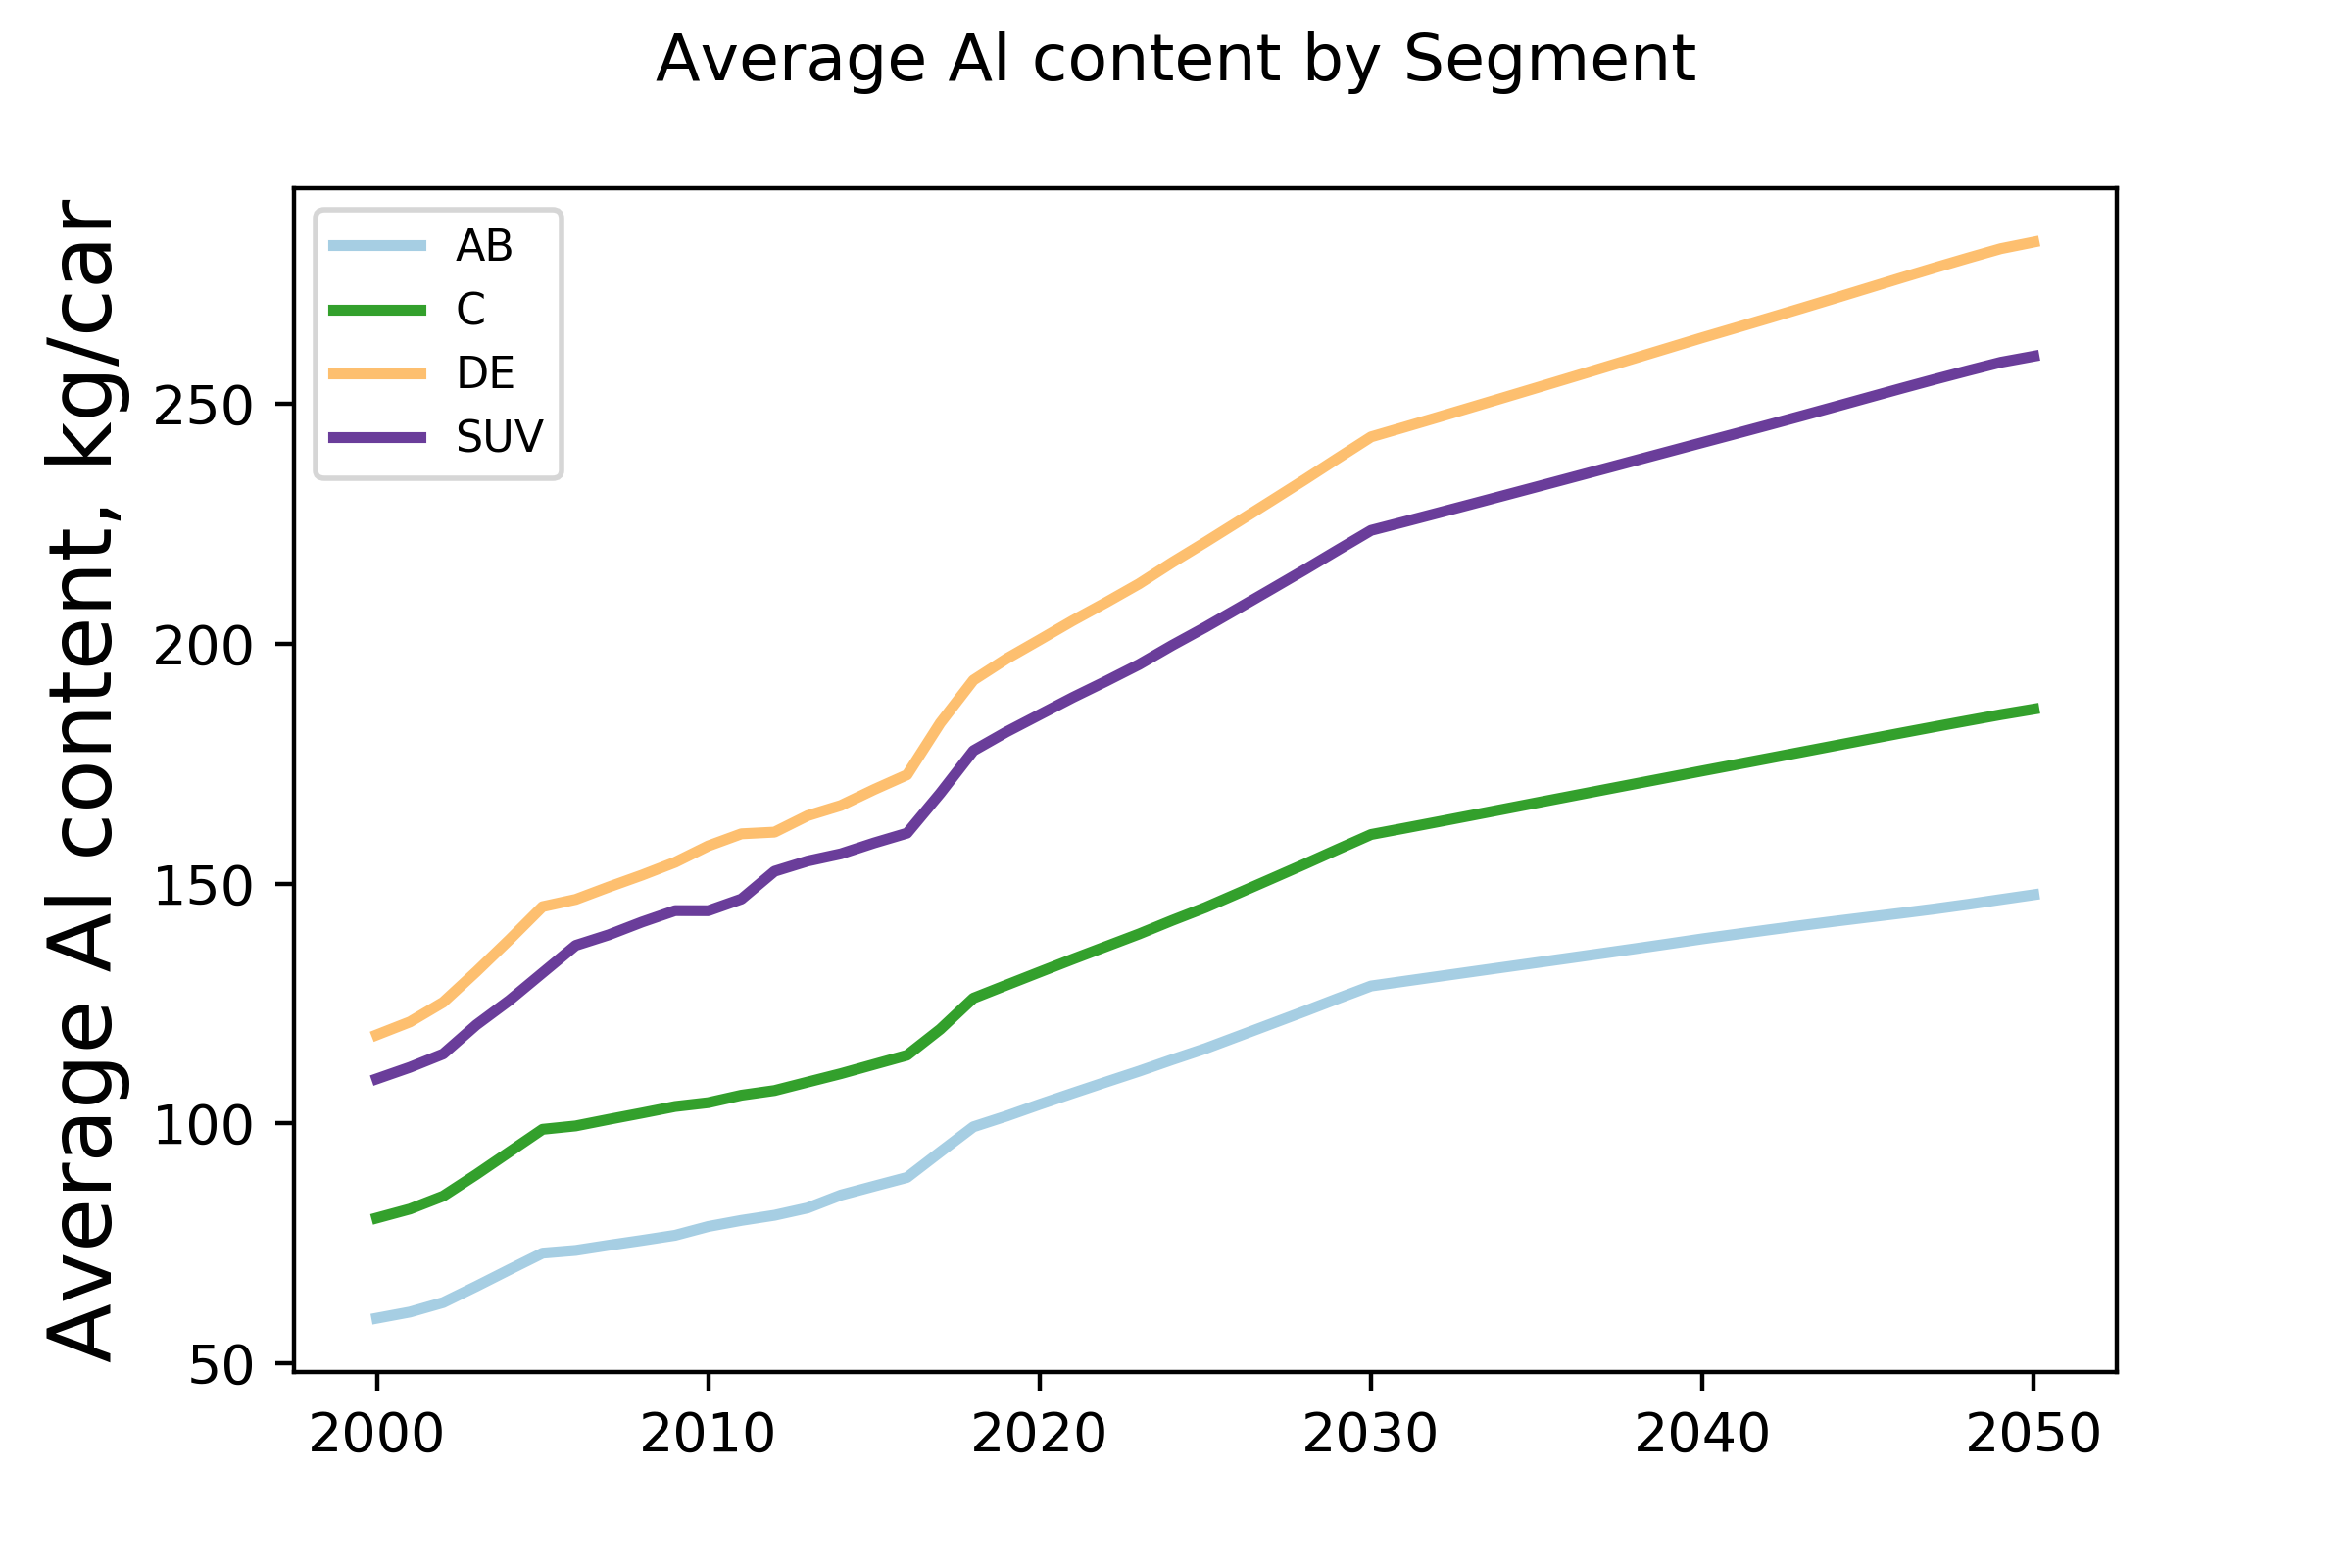 Average Al content by Segment
Average Al content, kg/car
AB
C
DE
SUV
250
200
150
100
50
2000 2010 2020 2030 2040 2050